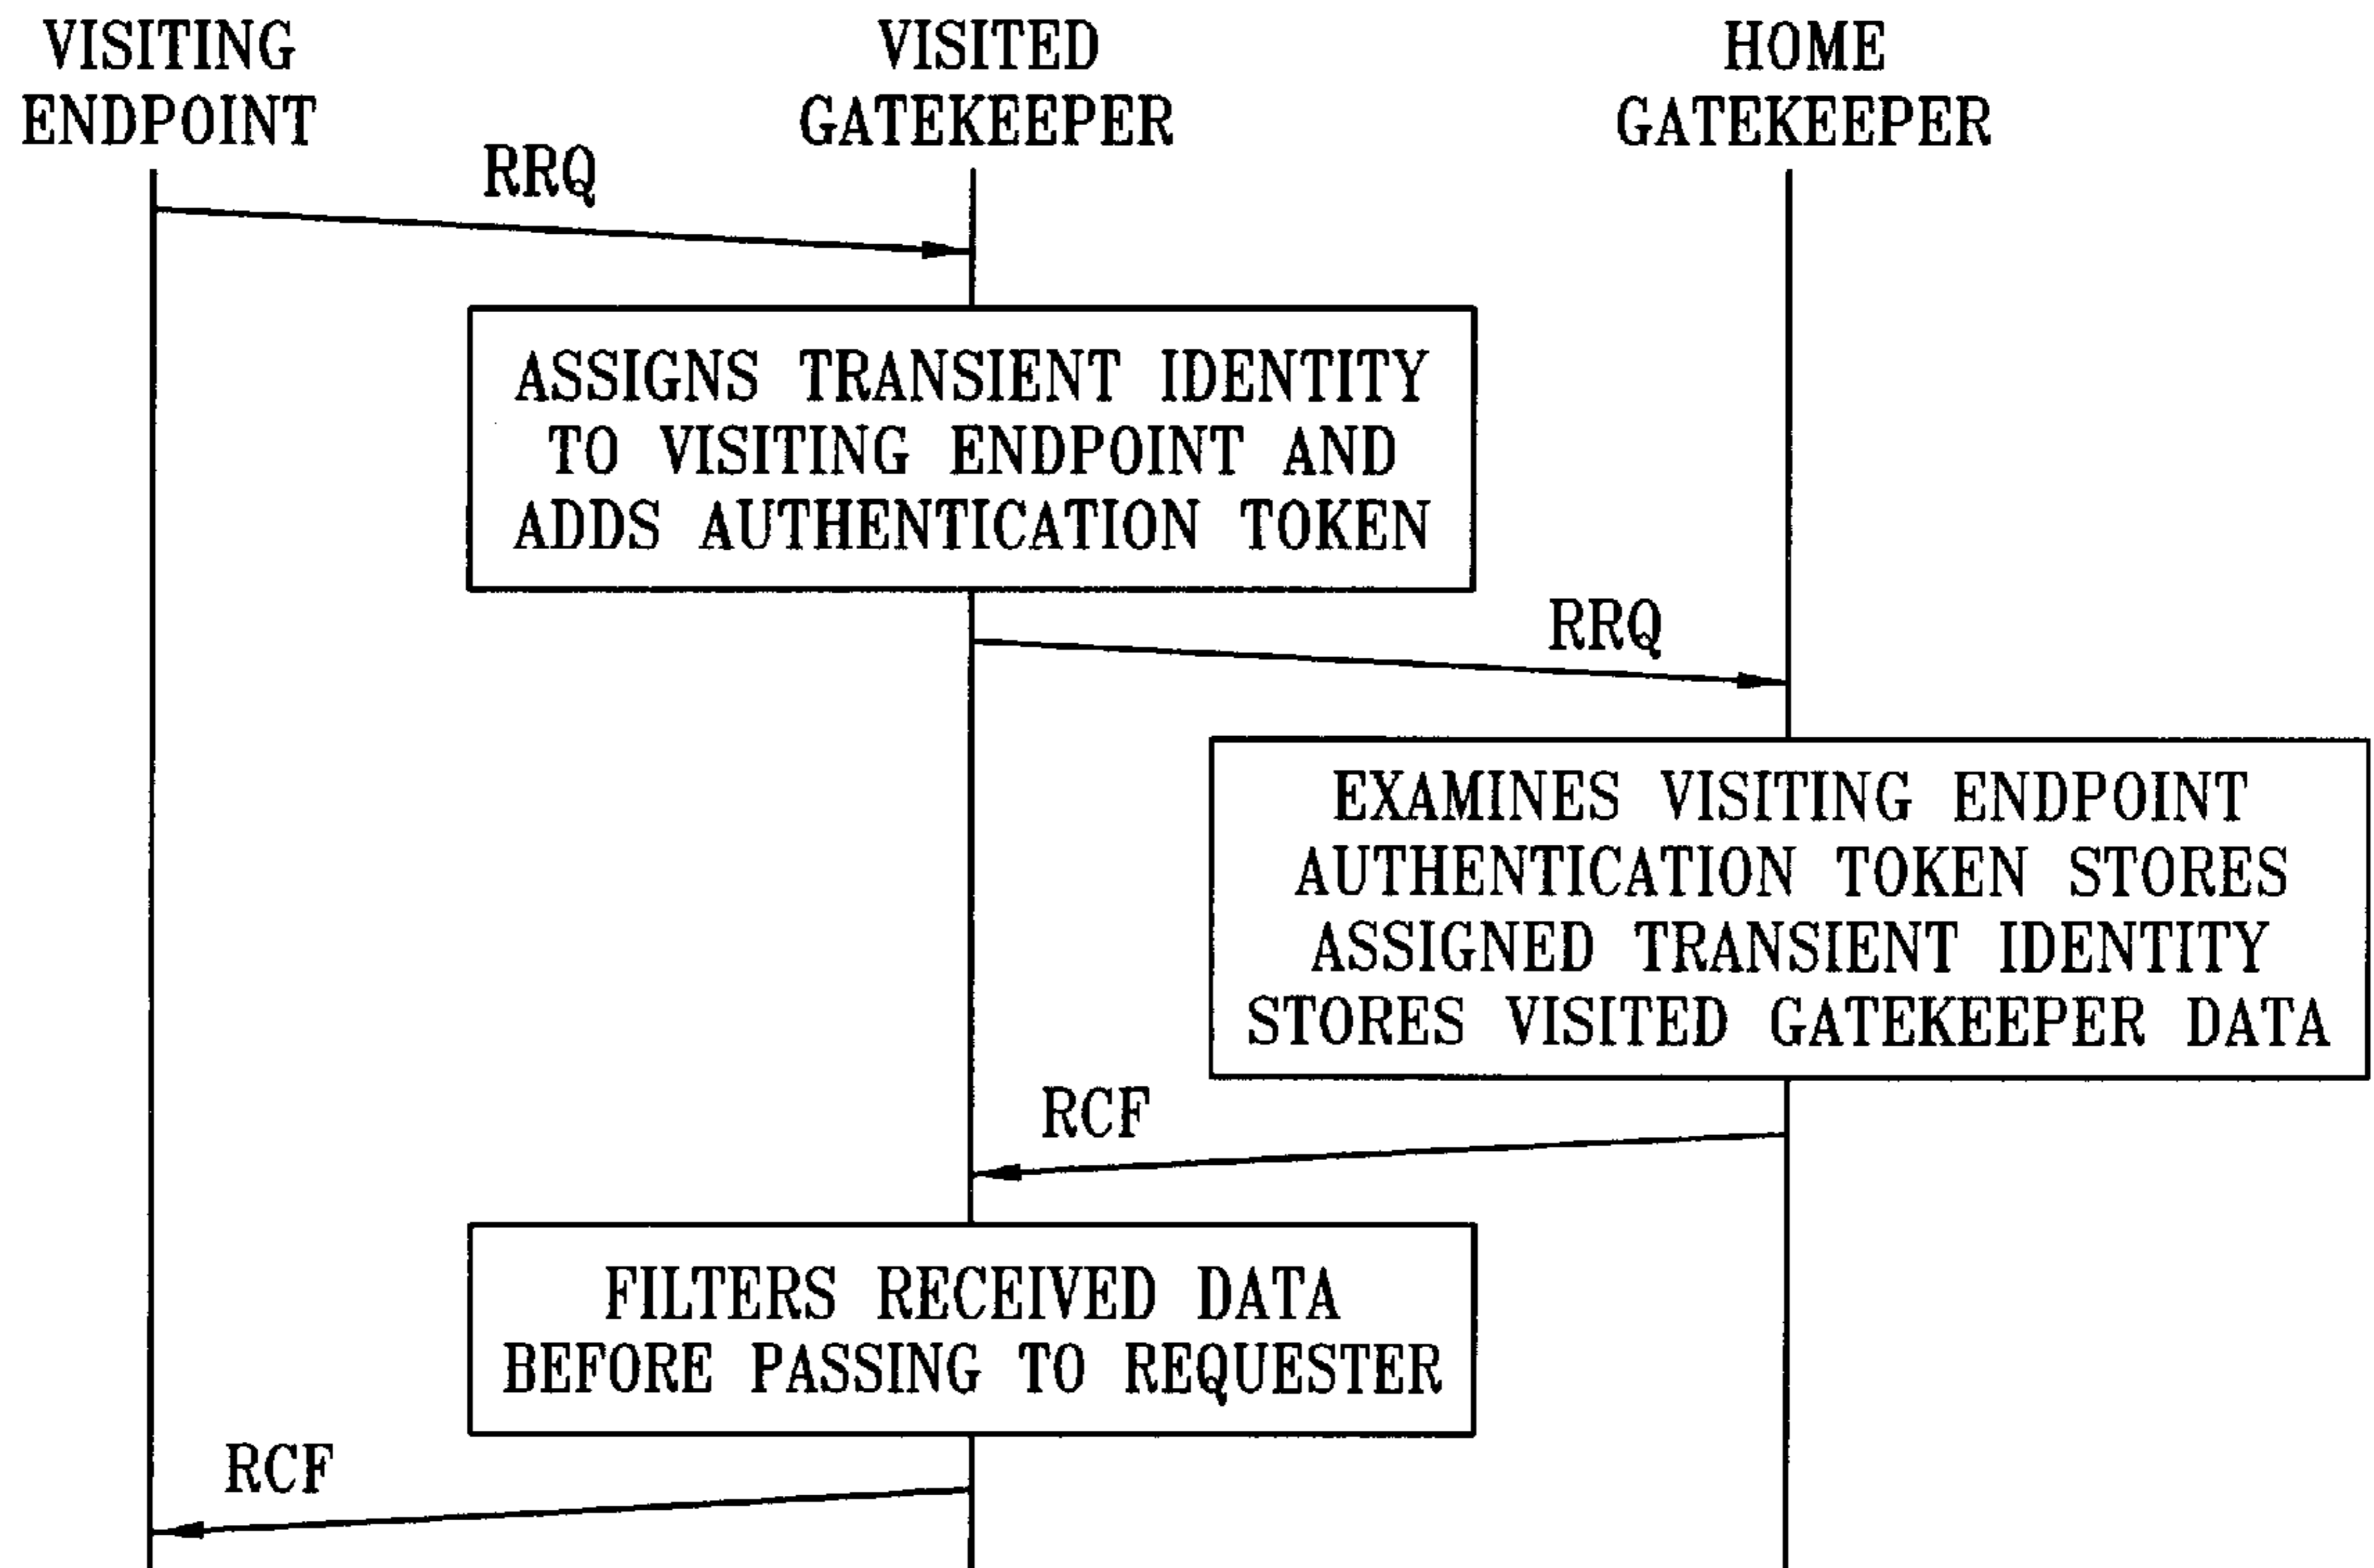 VISITING
ENDPOINT
VISITED
GATEKEEPER
HOME
GATEKEEPER
RRQ
ASSIGNS TRANSIENT IDENTITY
TO VISITING ENDPOINT AND
ADDS AUTHENTICATION TOKEN
RRQ
EXAMINES VISITING ENDPOINT
AUTHENTICATION TOKEN STORES
ASSIGNED TRANSIENT IDENTITY
STORES VISITED GATEKEEPER DATA
RCF
FILTERS RECEIVED DATA
BEFORE PASSING TO REQUESTER
RCF